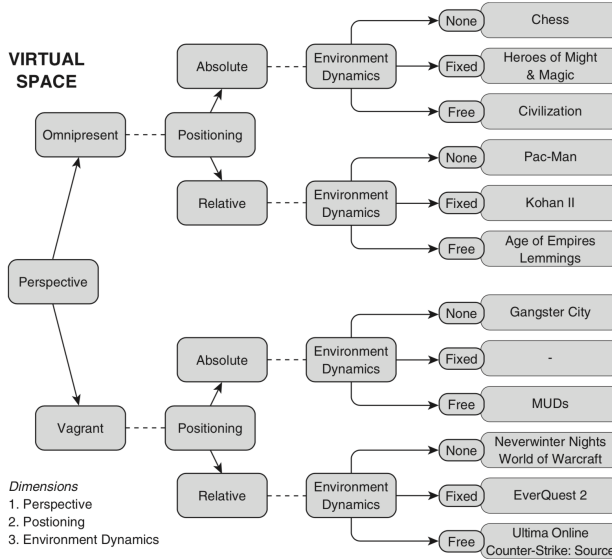 VIRTUAL
SPACE
Perspective
Omnipresent
Positioning
Absolute
Environment
Dynamics
None
Chess
Fixed
Heroes of Might
& Magic
Free
Civilization
Relative
Environment
Dynamics
None
Pac-Man
Fixed
Kohan II
Free
Age of Empires
Lemmings
Vagrant
Positioning
Absolute
Environment
Dynamics
None
Gangster City
Fixed
-
Free
MUDs
Relative
Environment
Dynamics
None
Neverwinter Nights
World of Warcraft
Fixed
EverQuest 2
Free
Ultima Online
Counter-Strike: Source
Dimensions
1. Perspective
2. Postioning
3. Environment Dynamics